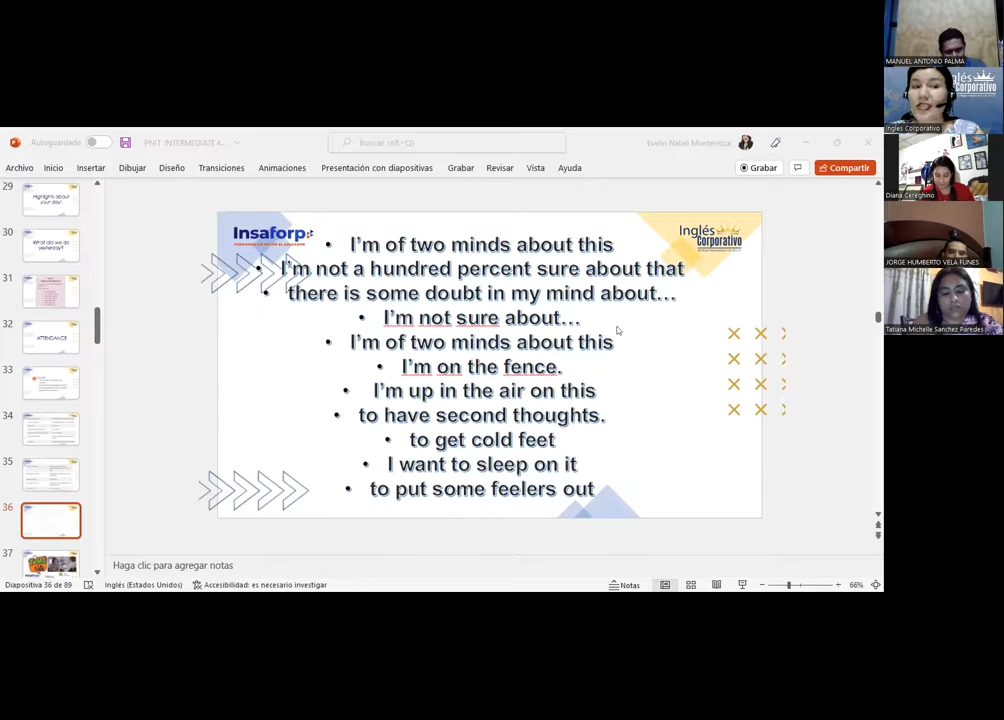 MANUEL ANTONIO PALMA
Inglés Corporativo
Ingles Corporativo
Diana Cereghino
JORGE HUMBERTO VELA FUNES
Tatiana Michelle Sanchez Paredes
Autoguardado
PNIT INTERMEDIATE 4...
Buscar (Alt+Q)
Evelin Natali Monterroza
Archivo Inicio Insertar Dibujar Diseño Transiciones Animaciones Presentación con diapositivas Grabar Revisar Vista Ayuda
Grabar
Compartir
29
Highlights about your day!
30
What did we do yesterday?
31
32
ATTENDANCE
33
34
35
36
37
Insaforp
Inglés Corporativo
• I'm of two minds about this
• I'm not a hundred percent sure about that
• there is some doubt in my mind about…
• I'm not sure about…
• I'm of two minds about this
• I'm on the fence.
• I'm up in the air on this
• to have second thoughts.
• to get cold feet
• I want to sleep on it
• to put some feelers out
Haga clic para agregar notas
Diapositiva 36 de 89 Inglés (Estados Unidos) Accesibilidad: es necesario investigar Notas 66%